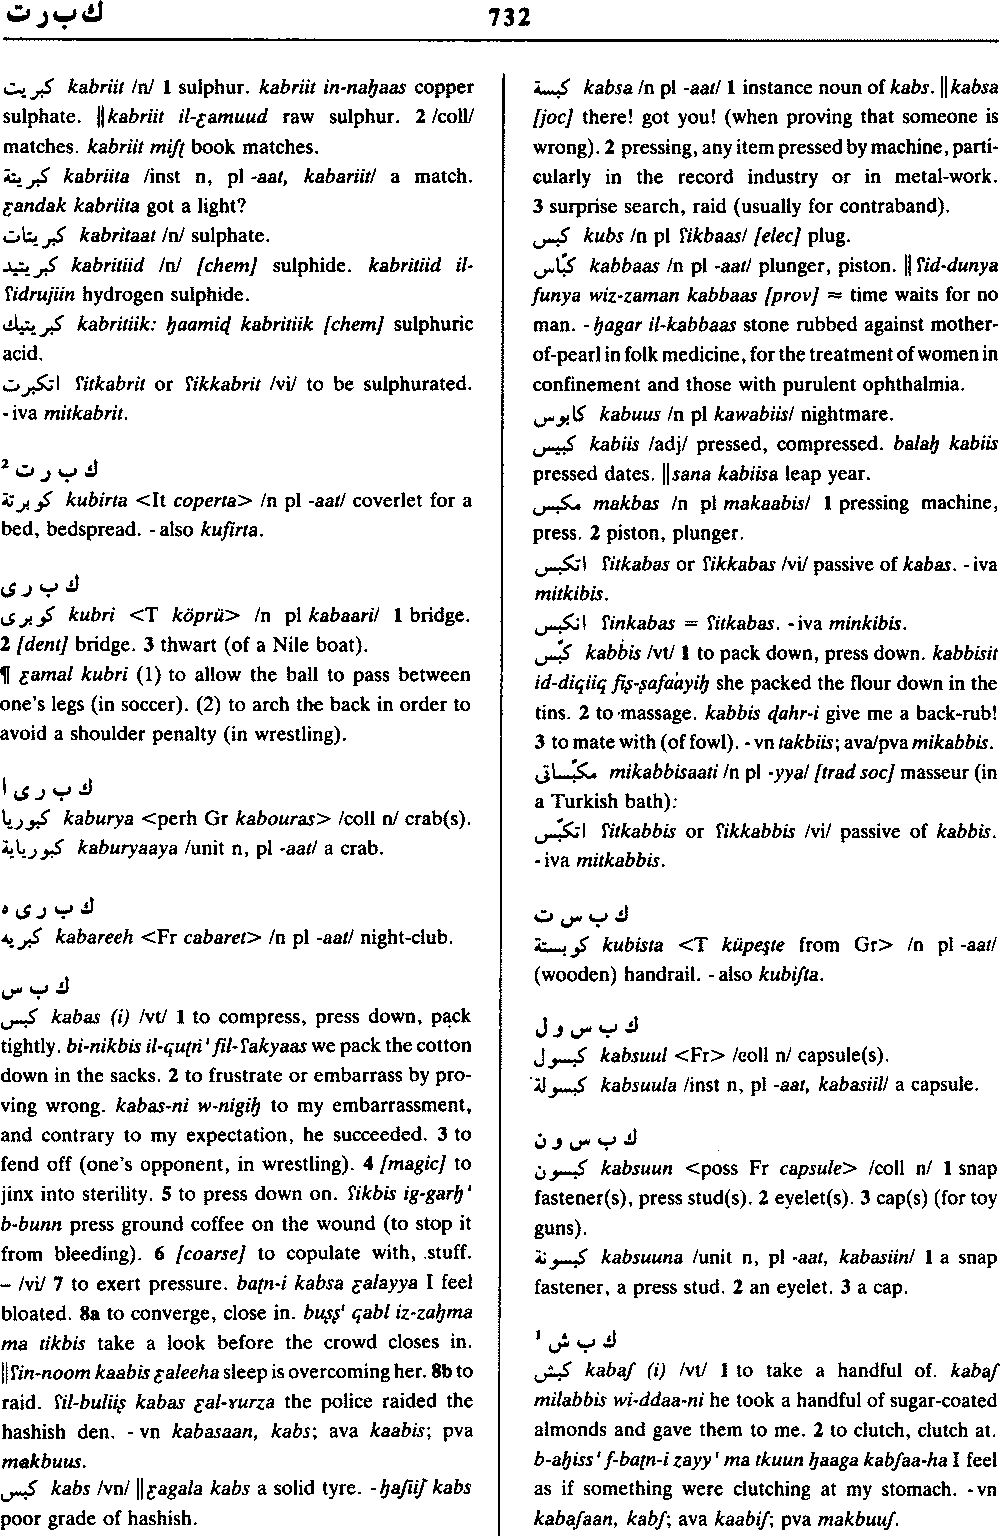 ك ب ر ت
732
كبريت kabriit /n/ 1 sulphur. kabriit in-naḥaas copper
sulphate. ‖kabriit il-ɛamuud raw sulphur. 2 /coll/
matches. kabriit miʃṭ book matches.
كبريتة kabriita /inst n, pl -aat, kabariit/ a match.
ɛandak kabriita got a light?
كبريتات kabritaat /n/ sulphate.
كبريتيد kabritiid /n/ [chem] sulphide. kabritiid il-
ʕidrujiin hydrogen sulphide.
كبريتيك kabritiik: ḥaamiḍ kabritiik [chem] sulphuric
acid.
اتكبرت ʕitkabrit or ʕikkabrit /vi/ to be sulphurated.
-iva mitkabrit.
ك ب ر ت ²
كوبرتة kubirta <It coperta> /n pl -aat/ coverlet for a
bed, bedspread. -also kufirta.
ك ب ر ى
كوبرى kubri <T köprü> /n pl kabaari/ 1 bridge.
2 [dent] bridge. 3 thwart (of a Nile boat).
¶ ɛamal kubri (1) to allow the ball to pass between
one's legs (in soccer). (2) to arch the back in order to
avoid a shoulder penalty (in wrestling).
ك ب ر ى ا
كبوريا kaburya <perh Gr kabouras> /coll n/ crab(s).
كبورياية kaburyaaya /unit n, pl -aat/ a crab.
ك ب ر ى ه
كبريه kabareeh <Fr cabaret> /n pl -aat/ night-club.
ك ب س
كبس kabas (i) /vt/ 1 to compress, press down, pack
tightly. bi-nikbis il-quṭn' fil-ʕakyaas we pack the cotton
down in the sacks. 2 to frustrate or embarrass by pro-
ving wrong. kabas-ni w-nigiḥ to my embarrassment,
and contrary to my expectation, he succeeded. 3 to
fend off (one's opponent, in wrestling). 4 [magic] to
jinx into sterility. 5 to press down on. ʕikbis ig-garḥ'
b-bunn press ground coffee on the wound (to stop it
from bleeding). 6 [coarse] to copulate with, stuff.
– /vi/ 7 to exert pressure. baṭn-i kabsa ɛalayya I feel
bloated. 8a to converge, close in. buṣṣ' qabl iz-zaḥma
ma tikbis take a look before the crowd closes in.
‖ʕin-noom kaabis ɛaleeha sleep is overcoming her. 8b to
raid. ʕil-buliiṣ kabas ɛal-ɣurza the police raided the
hashish den. -vn kabasaan, kabs; ava kaabis; pva
makbuus.
كبس kabs /vn/ ‖ɛagala kabs a solid tyre. -ḥaʃiiʃ kabs
poor grade of hashish.
كبسة kabsa /n pl -aat/ 1 instance noun of kabs. ‖kabsa
[joc] there! got you! (when proving that someone is
wrong). 2 pressing, any item pressed by machine, parti-
cularly in the record industry or in metal-work.
3 surprise search, raid (usually for contraband).
كبس kubs /n pl ʕikbaas/ [elec] plug.
كبّاس kabbaas /n pl -aat/ plunger, piston. ‖ʕid-dunya
funya wiz-zaman kabbaas [prov] ≈ time waits for no
man. -ḥagar il-kabbaas stone rubbed against mother-
of-pearl in folk medicine, for the treatment of women in
confinement and those with purulent ophthalmia.
كابوس kabuus /n pl kawabiis/ nightmare.
كبيس kabiis /adj/ pressed, compressed. balaḥ kabiis
pressed dates. ‖sana kabiisa leap year.
مكبس makbas /n pl makaabis/ 1 pressing machine,
press. 2 piston, plunger.
اتكبس ʕitkabas or ʕikkabas /vi/ passive of kabas. -iva
mitkibis.
انكبس ʕinkabas = ʕitkabas. -iva minkibis.
كبّس kabbis /vt/ 1 to pack down, press down. kabbisit
id-diqiiq fiṣ-ṣafaayiḥ she packed the flour down in the
tins. 2 to massage. kabbis ḍahr-i give me a back-rub!
3 to mate with (of fowl). -vn takbiis; ava/pva mikabbis.
مكبّساتى mikabbisaati /n pl -yya/ [trad soc] masseur (in
a Turkish bath):
اتكبّس ʕitkabbis or ʕikkabbis /vi/ passive of kabbis.
-iva mitkabbis.
ك ب س ت
كوبستة kubista <T küpeşte from Gr> /n pl -aat/
(wooden) handrail. -also kubiʃta.
ك ب س و ل
كبسول kabsuul <Fr> /coll n/ capsule(s).
كبسولة kabsuula /inst n, pl -aat, kabasiil/ a capsule.
ك ب س و ن
كبسون kabsuun <poss Fr capsule> /coll n/ 1 snap
fastener(s), press stud(s). 2 eyelet(s). 3 cap(s) (for toy
guns).
كبسونة kabsuuna /unit n, pl -aat, kabasiin/ 1 a snap
fastener, a press stud. 2 an eyelet. 3 a cap.
ك ب ش ¹
كبش kabaʃ (i) /vt/ 1 to take a handful of. kabaʃ
milabbis wi-ddaa-ni he took a handful of sugar-coated
almonds and gave them to me. 2 to clutch, clutch at.
b-aḥiss' f-baṭn-i zayy' ma tkuun ḥaaga kabʃaa-ha I feel
as if something were clutching at my stomach. -vn
kabaʃaan, kabʃ; ava kaabiʃ; pva makbuuʃ.